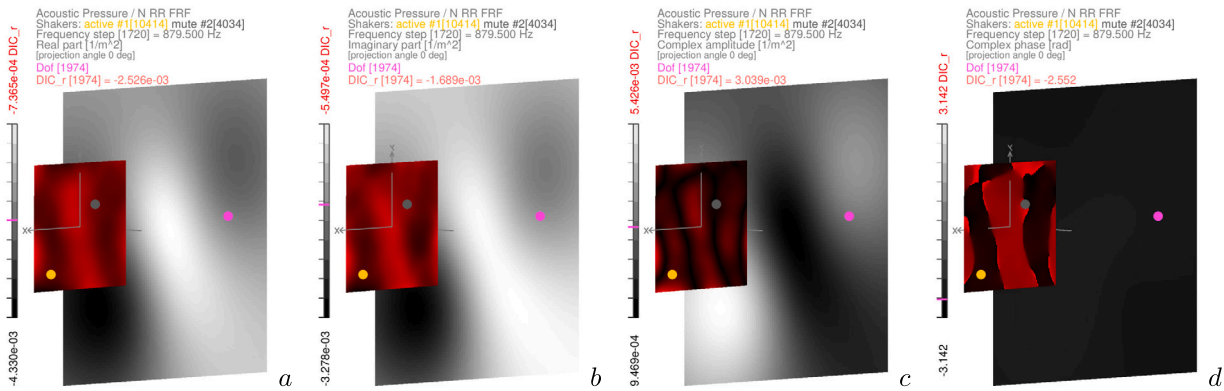 Acoustic Pressure / N RR FRF
Shakers: active #1[10414] mute #2[4034]
Frequency step [1720] = 879.500 Hz
Real part [1/m^2]
[projection angle 0 deg]
Dof [1974]
DIC_r [1974] = -2.526e-03
-7.365e-04 DIC_r
-4.330e-03
Y
X
a
Acoustic Pressure / N RR FRF
Shakers: active #1[10414] mute #2[4034]
Frequency step [1720] = 879.500 Hz
Imaginary part [1/m^2]
[projection angle 0 deg]
Dof [1974]
DIC_r [1974] = -1.689e-03
-5.497e-04 DIC_r
-3.278e-03
Y
X
b
Acoustic Pressure / N RR FRF
Shakers: active #1[10414] mute #2[4034]
Frequency step [1720] = 879.500 Hz
Complex amplitude [1/m^2]
[projection angle 0 deg]
Dof [1974]
DIC_r [1974] = 3.039e-03
5.426e-03 DIC_r
9.469e-04
Y
X
c
Acoustic Pressure / N RR FRF
Shakers: active #1[10414] mute #2[4034]
Frequency step [1720] = 879.500 Hz
Complex phase [rad]
[projection angle 0 deg]
Dof [1974]
DIC_r [1974] = -2.552
3.142 DIC_r
-3.142
Y
X
d